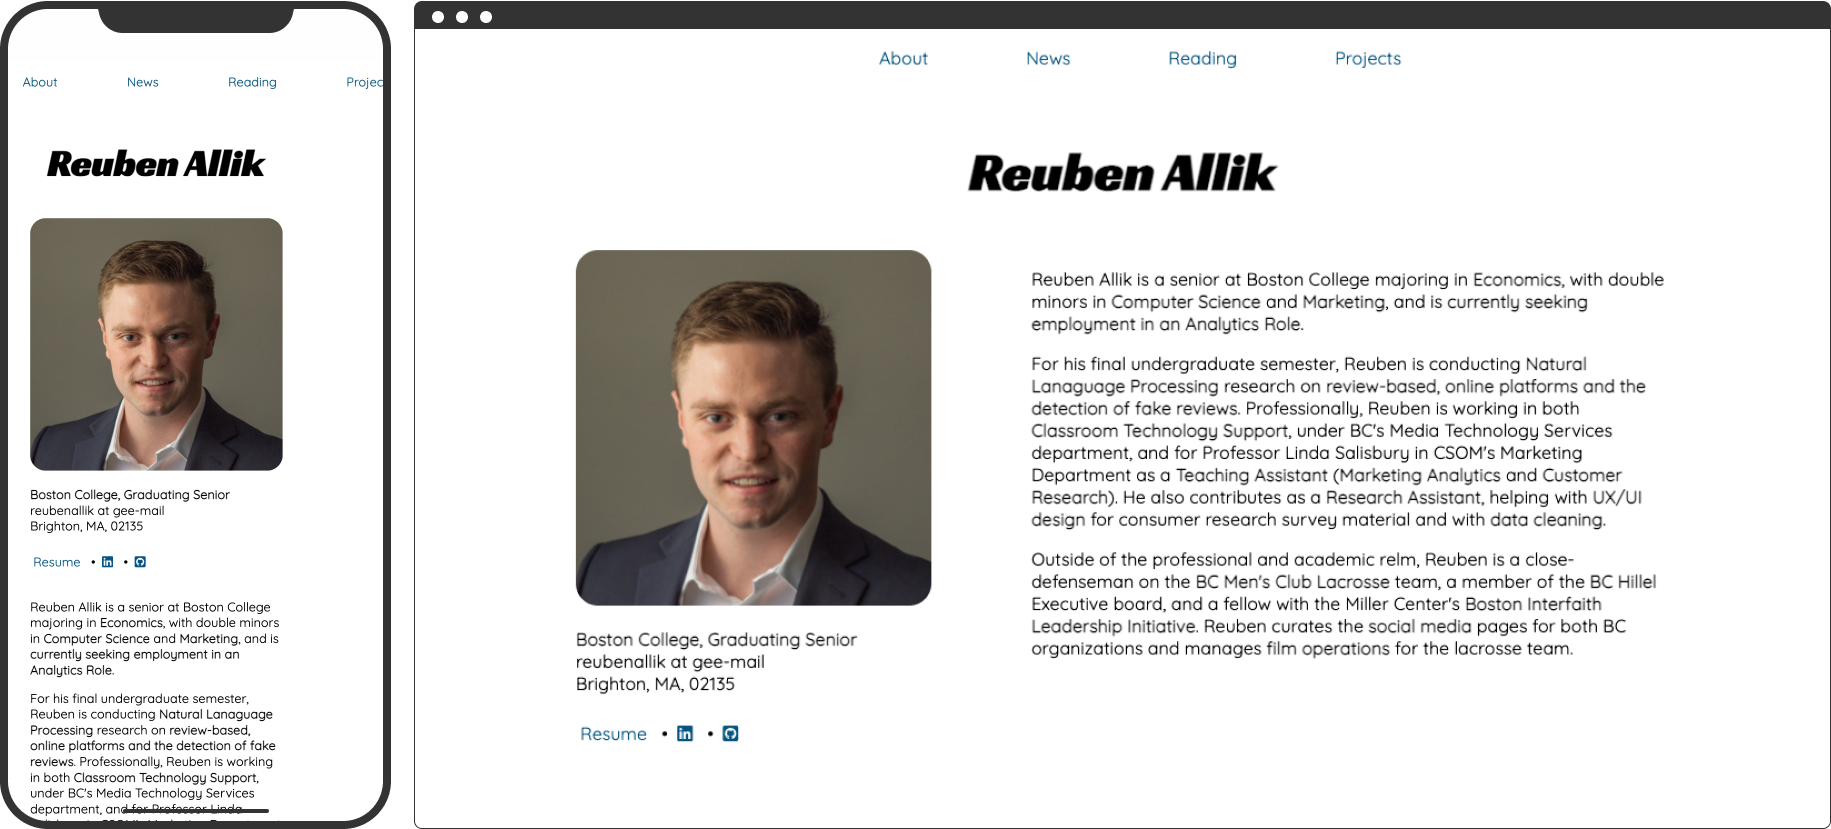 About News Reading Projec
Reuben Allik
Boston College, Graduating Senior
reubenallik at gee-mail
Brighton, MA, 02135
Resume • in •
Reuben Allik is a senior at Boston College
majoring in Economics, with double minors
in Computer Science and Marketing, and is
currently seeking employment in an
Analytics Role.
For his final undergraduate semester,
Reuben is conducting Natural Lanaguage
Processing research on review-based,
online platforms and the detection of fake
reviews. Professionally, Reuben is working
in both Classroom Technology Support,
under BC's Media Technology Services
department, and for Professor Linda
About News Reading Projects
Reuben Allik
Boston College, Graduating Senior
reubenallik at gee-mail
Brighton, MA, 02135
Resume • in •
Reuben Allik is a senior at Boston College majoring in Economics, with double
minors in Computer Science and Marketing, and is currently seeking
employment in an Analytics Role.
For his final undergraduate semester, Reuben is conducting Natural
Lanaguage Processing research on review-based, online platforms and the
detection of fake reviews. Professionally, Reuben is working in both
Classroom Technology Support, under BC's Media Technology Services
department, and for Professor Linda Salisbury in CSOM's Marketing
Department as a Teaching Assistant (Marketing Analytics and Customer
Research). He also contributes as a Research Assistant, helping with UX/UI
design for consumer research survey material and with data cleaning.
Outside of the professional and academic relm, Reuben is a close-
defenseman on the BC Men's Club Lacrosse team, a member of the BC Hillel
Executive board, and a fellow with the Miller Center's Boston Interfaith
Leadership Initiative. Reuben curates the social media pages for both BC
organizations and manages film operations for the lacrosse team.